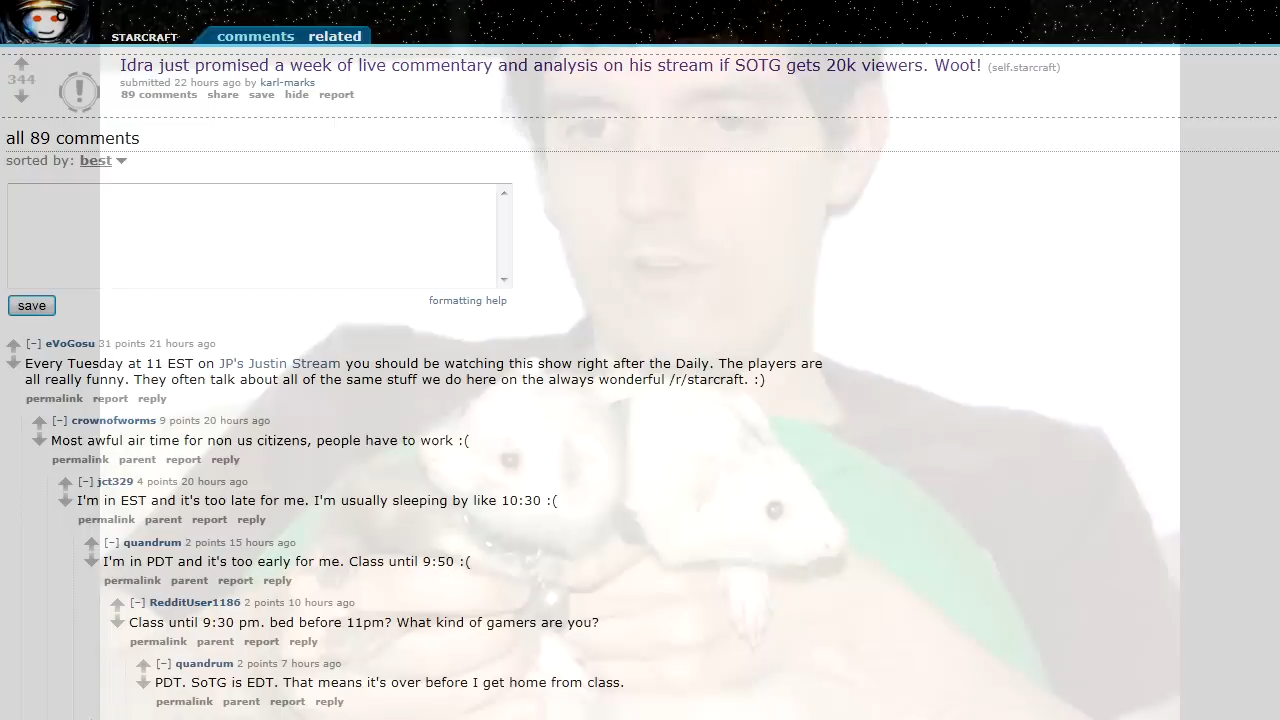 STARCRAFT comments related
344
Idra just promised a week of live commentary and analysis on his stream if SOTG gets 20k viewers. Woot! (self.starcraft)
submitted 22 hours ago by karl-marks
89 comments share save hide report
all 89 comments
sorted by: best
save
formatting help
[–] eVoGosu 31 points 21 hours ago
Every Tuesday at 11 EST on JP's Justin Stream you should be watching this show right after the Daily. The players are
all really funny. They often talk about all of the same stuff we do here on the always wonderful /r/starcraft. :)
permalink report reply
[–] crownofworms 9 points 20 hours ago
Most awful air time for non us citizens, people have to work :(
permalink parent report reply
[–] jct329 4 points 20 hours ago
I'm in EST and it's too late for me. I'm usually sleeping by like 10:30 :(
permalink parent report reply
[–] quandrum 2 points 15 hours ago
I'm in PDT and it's too early for me. Class until 9:50 :(
permalink parent report reply
[–] RedditUser1186 2 points 10 hours ago
Class until 9:30 pm. bed before 11pm? What kind of gamers are you?
permalink parent report reply
[–] quandrum 2 points 7 hours ago
PDT. SoTG is EDT. That means it's over before I get home from class.
permalink parent report reply